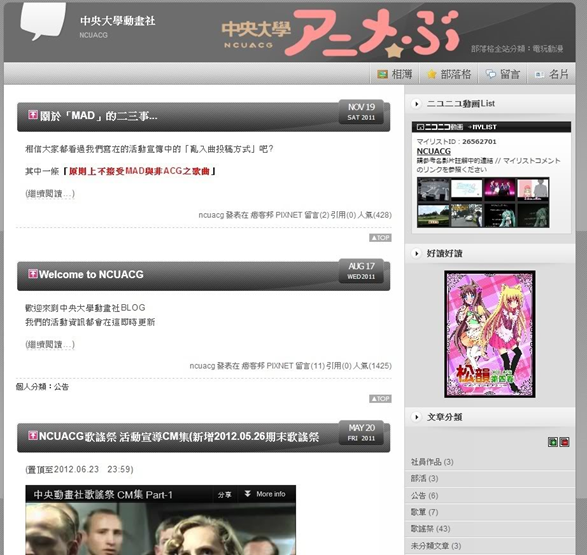 中央大學動畫社
NCUACG
中央大學
NCUACG
アニメ★ぶ
部落格全站分類：電玩動漫
相簿
部落格
留言
名片
關於「MAD」的二三事...
NOV 19
SAT 2011
相信大家都看過我們寫在的活動宣傳中的「亂入曲投稿方式」吧?
其中一條「原則上不接受MAD與非ACG之歌曲」
(繼續閱讀...)
ncuacg 發表在 痞客邦 PIXNET 留言(2) 引用(0) 人氣(428)
▲TOP
Welcome to NCUACG
AUG 17
WED 2011
歡迎來到中央大學動畫社BLOG
我們的活動資訊都會在這即時更新
(繼續閱讀...)
ncuacg 發表在 痞客邦 PIXNET 留言(11) 引用(0) 人氣(1425)
個人分類：公告
▲TOP
NCUACG歌謠祭 活動宣導CM集(新增2012.05.26期末歌謠祭
MAY 20
FRI 2011
(置頂至2012.06.23 23:59)
中央動畫社歌謠祭 CM集 Part-1
分享
More info
ニコニコ動画List
ニコニコ動画 →MYLIST
マイリストID：26562701
NCUACG
請參考名影片註解中的連結 // マイリストコメント
のリンクを参照ください
好讀好讀
松韻
文章分類
社員作品 (3)
部活 (3)
公告 (6)
歌單 (7)
歌謠祭 (43)
未分類文章 (3)